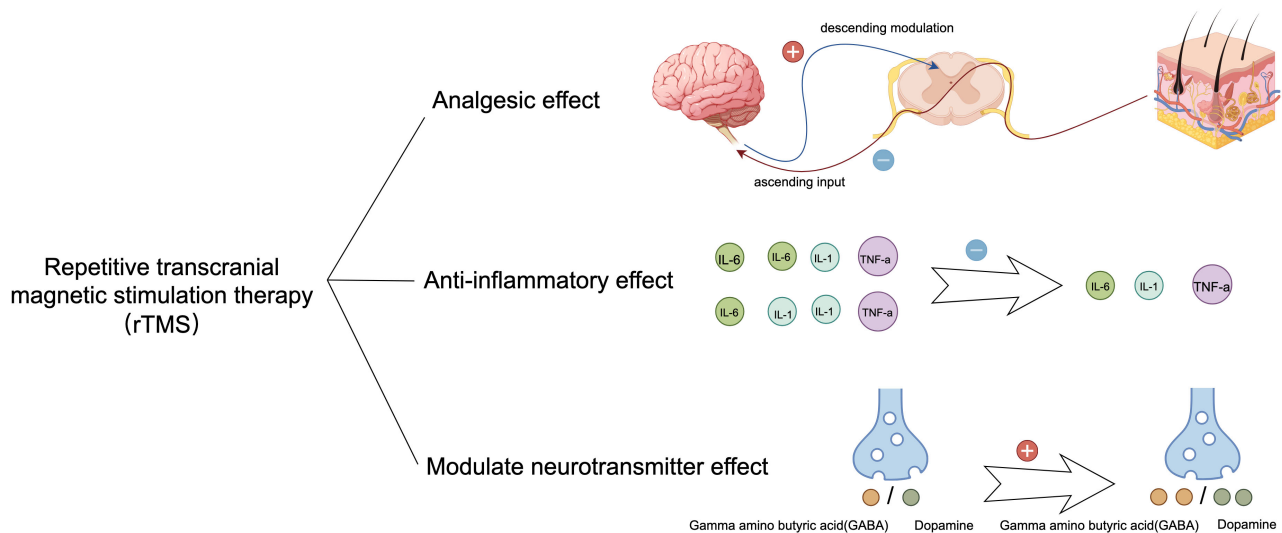 descending modulation
+
Analgesic effect
−
ascending input
Repetitive transcranial
magnetic stimulation therapy
(rTMS)
Anti-inflammatory effect
IL-6 IL-6 IL-1 TNF-a
IL-6 IL-1 IL-1 TNF-a
−
IL-6 IL-1 TNF-a
Modulate neurotransmitter effect
+
/
/
Gamma amino butyric acid(GABA) Dopamine
Gamma amino butyric acid(GABA) Dopamine